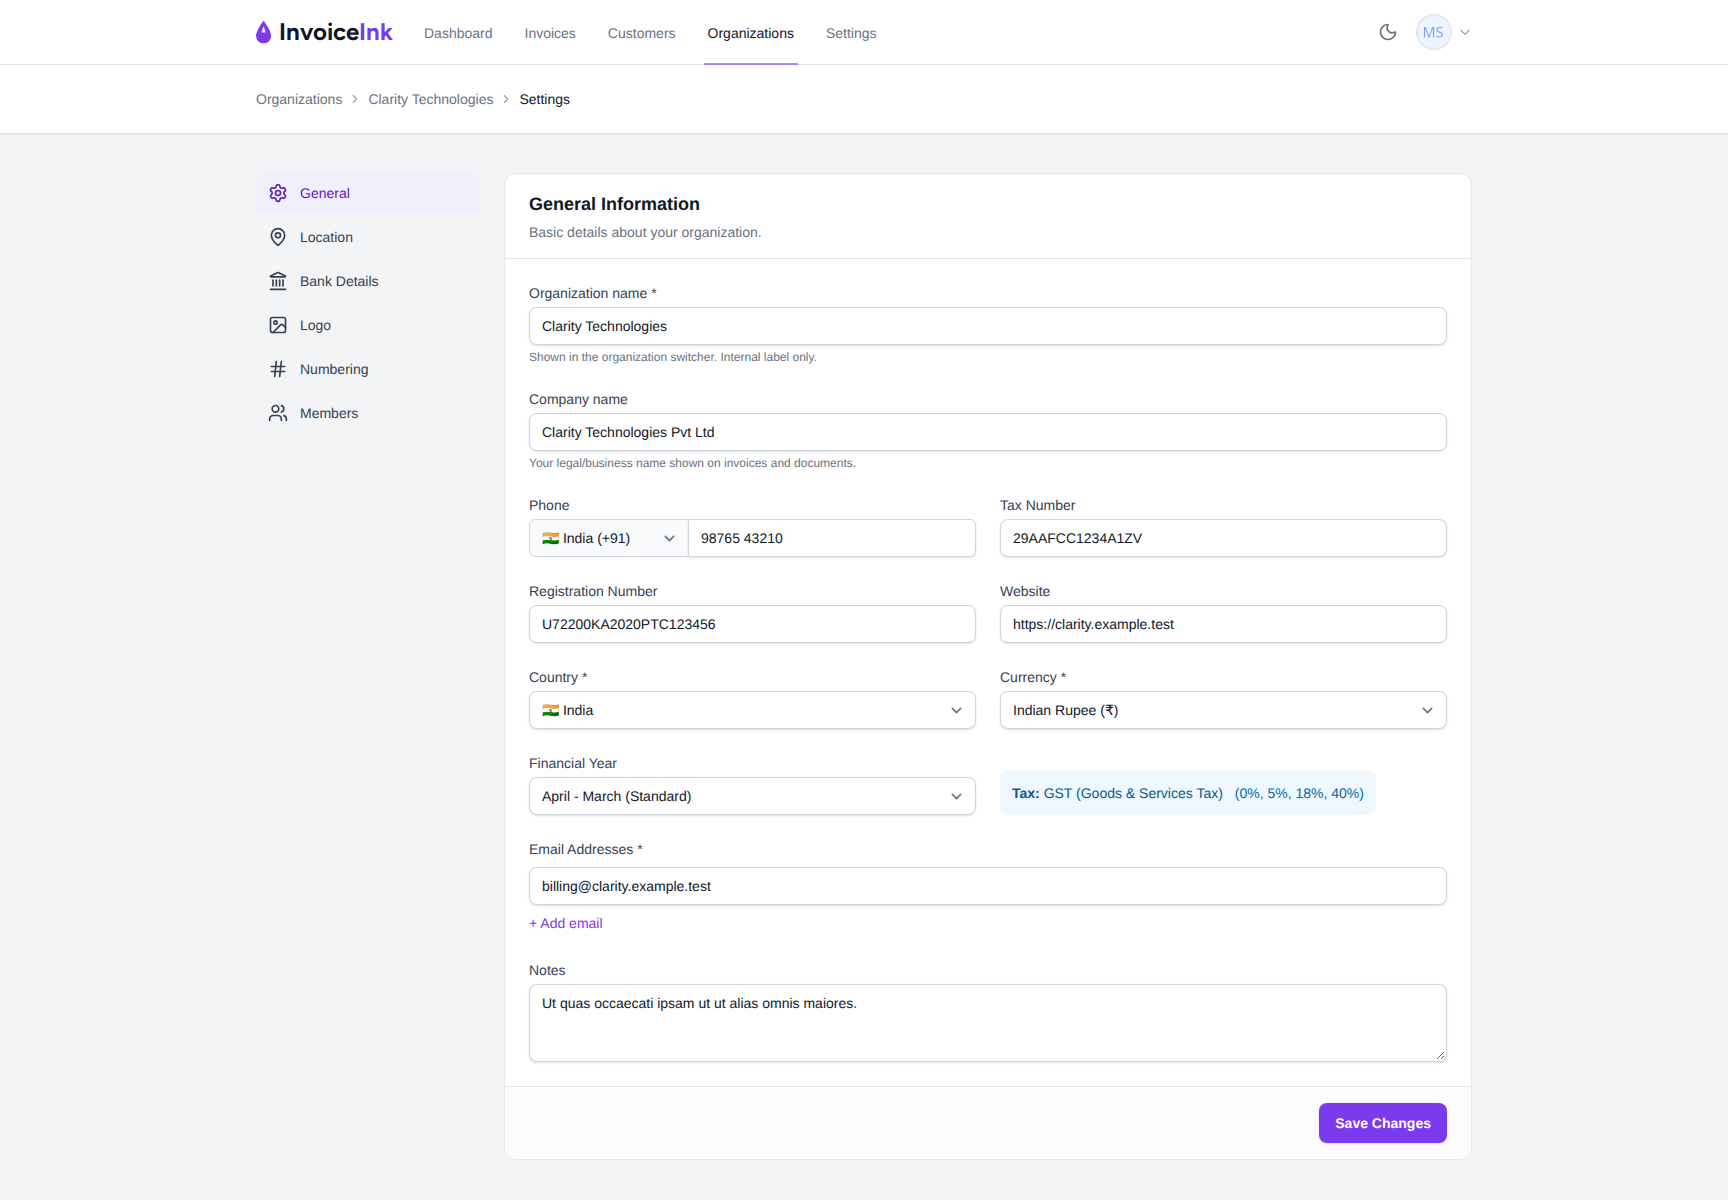 InvoiceInk
Dashboard
Invoices
Customers
Organizations
Settings
MS
Organizations
Clarity Technologies
Settings
General
Location
Bank Details
Logo
Numbering
Members
General Information
Basic details about your organization.
Organization name *
Clarity Technologies
Shown in the organization switcher. Internal label only.
Company name
Clarity Technologies Pvt Ltd
Your legal/business name shown on invoices and documents.
Phone
India (+91)
98765 43210
Tax Number
29AAFCC1234A1ZV
Registration Number
U72200KA2020PTC123456
Website
https://clarity.example.test
Country *
India
Currency *
Indian Rupee (₹)
Financial Year
April - March (Standard)
Tax: GST (Goods & Services Tax) (0%, 5%, 18%, 40%)
Email Addresses *
billing@clarity.example.test
+ Add email
Notes
Ut quas occaecati ipsam ut ut alias omnis maiores.
Save Changes